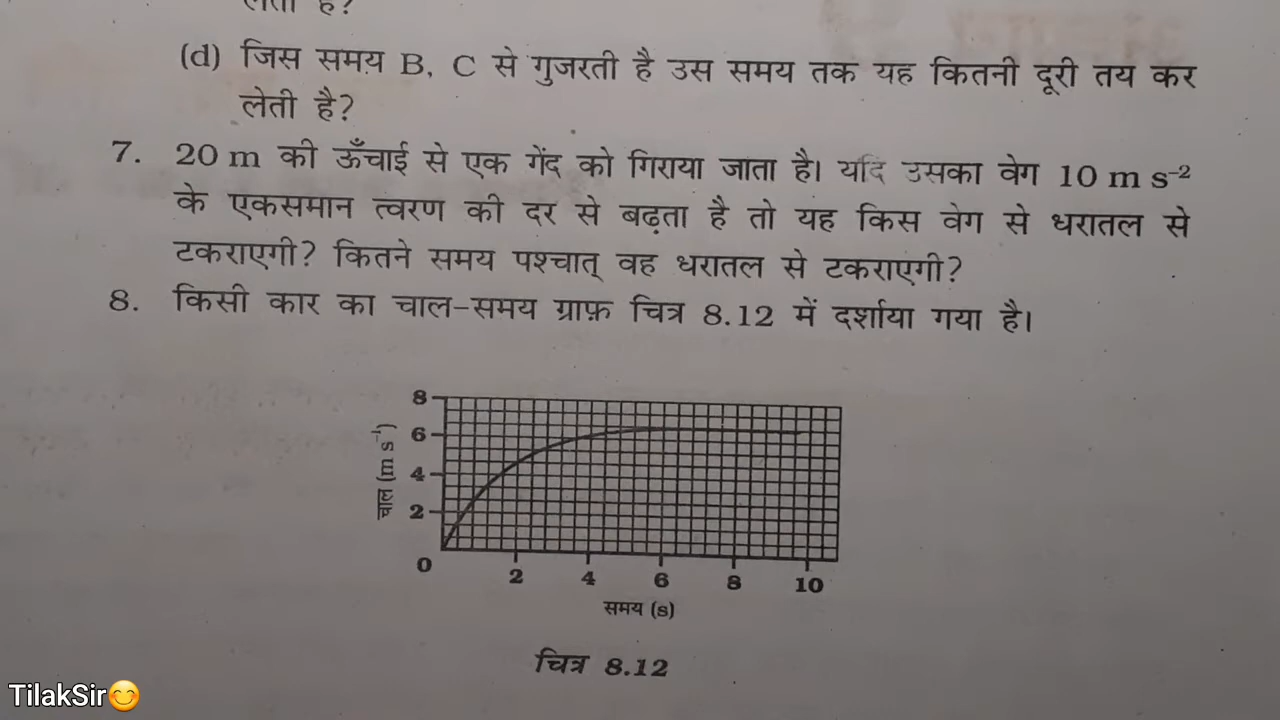 लेती है?
(d) जिस समय B, C से गुजरती है उस समय तक यह कितनी दूरी तय कर
लेती है?
7. 20 m की ऊँचाई से एक गेंद को गिराया जाता है। यदि उसका वेग 10 m s⁻²
के एकसमान त्वरण की दर से बढ़ता है तो यह किस वेग से धरातल से
टकराएगी? कितने समय पश्चात् वह धरातल से टकराएगी?
8. किसी कार का चाल-समय ग्राफ़ चित्र 8.12 में दर्शाया गया है।
8
6
4
2
0
चाल (m s⁻¹)
2 4 6 8 10
समय (s)
चित्र 8.12
TilakSir😊